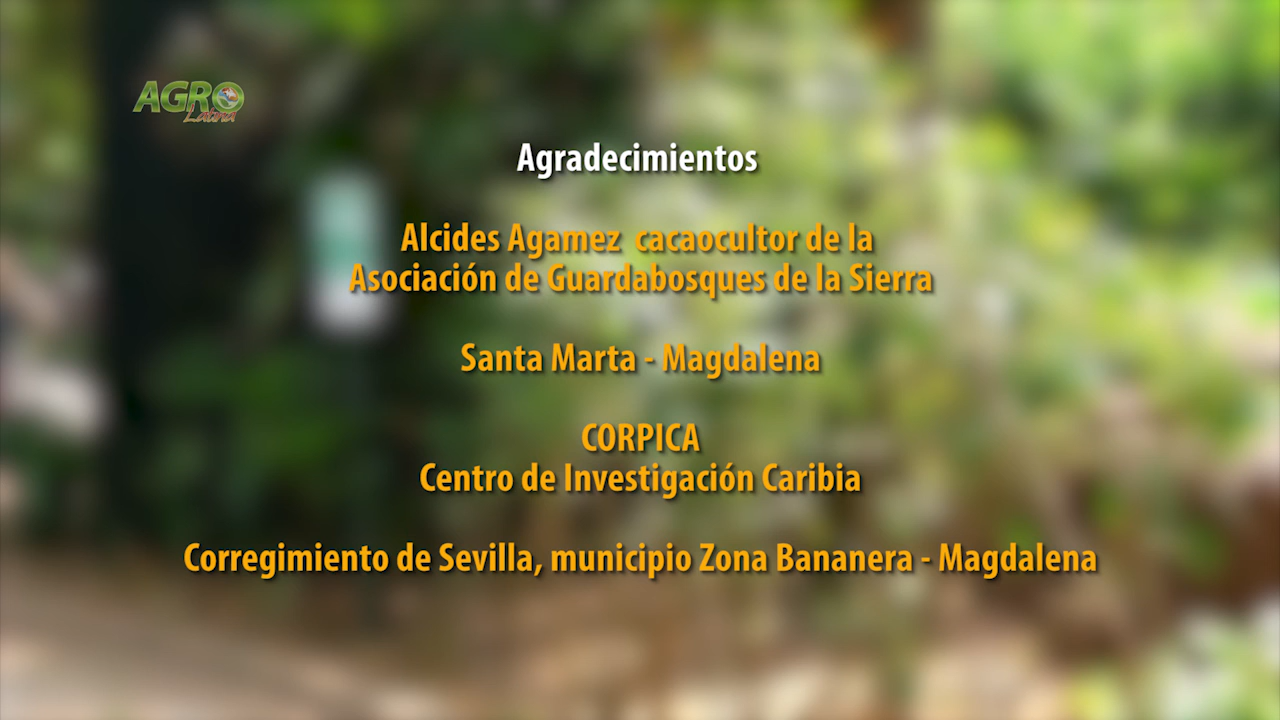 AGRO
Latina
Agradecimientos
Alcides Agamez cacaocultor de la
Asociación de Guardabosques de la Sierra
Santa Marta - Magdalena
CORPICA
Centro de Investigación Caribia
Corregimiento de Sevilla, municipio Zona Bananera - Magdalena